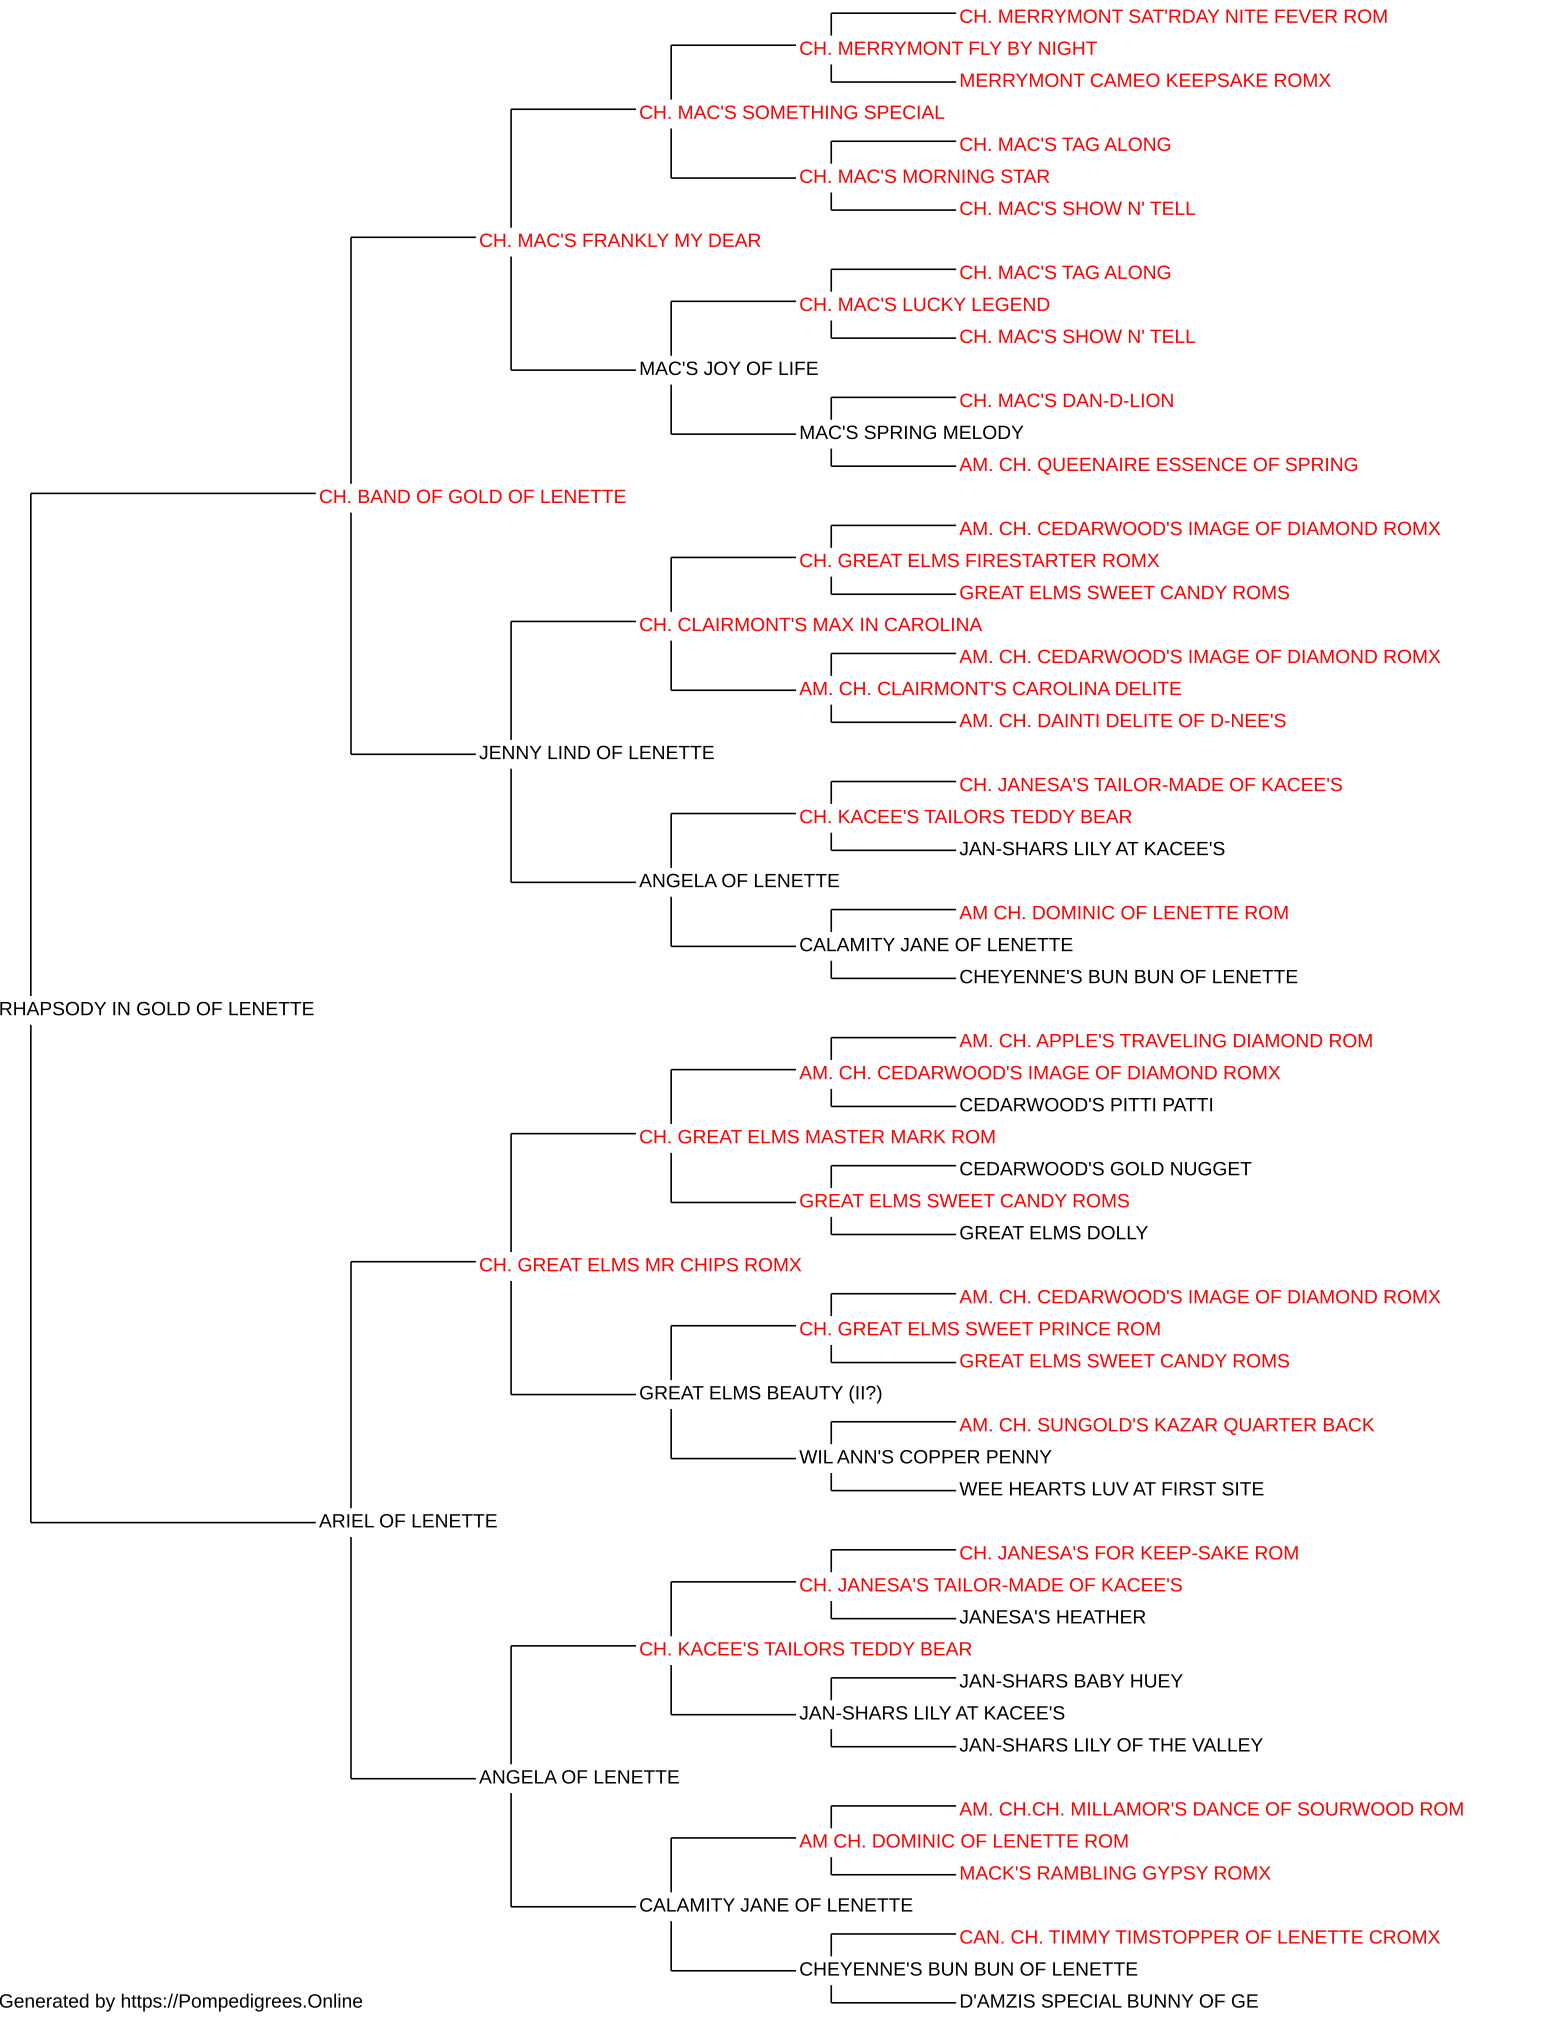 CH. MERRYMONT SAT'RDAY NITE FEVER ROM
CH. MERRYMONT FLY BY NIGHT
MERRYMONT CAMEO KEEPSAKE ROMX
CH. MAC'S SOMETHING SPECIAL
CH. MAC'S TAG ALONG
CH. MAC'S MORNING STAR
CH. MAC'S SHOW N' TELL
CH. MAC'S FRANKLY MY DEAR
CH. MAC'S TAG ALONG
CH. MAC'S LUCKY LEGEND
CH. MAC'S SHOW N' TELL
MAC'S JOY OF LIFE
CH. MAC'S DAN-D-LION
MAC'S SPRING MELODY
AM. CH. QUEENAIRE ESSENCE OF SPRING
CH. BAND OF GOLD OF LENETTE
AM. CH. CEDARWOOD'S IMAGE OF DIAMOND ROMX
CH. GREAT ELMS FIRESTARTER ROMX
GREAT ELMS SWEET CANDY ROMS
CH. CLAIRMONT'S MAX IN CAROLINA
AM. CH. CEDARWOOD'S IMAGE OF DIAMOND ROMX
AM. CH. CLAIRMONT'S CAROLINA DELITE
AM. CH. DAINTI DELITE OF D-NEE'S
JENNY LIND OF LENETTE
CH. JANESA'S TAILOR-MADE OF KACEE'S
CH. KACEE'S TAILORS TEDDY BEAR
JAN-SHARS LILY AT KACEE'S
ANGELA OF LENETTE
AM CH. DOMINIC OF LENETTE ROM
CALAMITY JANE OF LENETTE
CHEYENNE'S BUN BUN OF LENETTE
RHAPSODY IN GOLD OF LENETTE
AM. CH. APPLE'S TRAVELING DIAMOND ROM
AM. CH. CEDARWOOD'S IMAGE OF DIAMOND ROMX
CEDARWOOD'S PITTI PATTI
CH. GREAT ELMS MASTER MARK ROM
CEDARWOOD'S GOLD NUGGET
GREAT ELMS SWEET CANDY ROMS
GREAT ELMS DOLLY
CH. GREAT ELMS MR CHIPS ROMX
AM. CH. CEDARWOOD'S IMAGE OF DIAMOND ROMX
CH. GREAT ELMS SWEET PRINCE ROM
GREAT ELMS SWEET CANDY ROMS
GREAT ELMS BEAUTY (II?)
AM. CH. SUNGOLD'S KAZAR QUARTER BACK
WIL ANN'S COPPER PENNY
WEE HEARTS LUV AT FIRST SITE
ARIEL OF LENETTE
CH. JANESA'S FOR KEEP-SAKE ROM
CH. JANESA'S TAILOR-MADE OF KACEE'S
JANESA'S HEATHER
CH. KACEE'S TAILORS TEDDY BEAR
JAN-SHARS BABY HUEY
JAN-SHARS LILY AT KACEE'S
JAN-SHARS LILY OF THE VALLEY
ANGELA OF LENETTE
AM. CH.CH. MILLAMOR'S DANCE OF SOURWOOD ROM
AM CH. DOMINIC OF LENETTE ROM
MACK'S RAMBLING GYPSY ROMX
CALAMITY JANE OF LENETTE
CAN. CH. TIMMY TIMSTOPPER OF LENETTE CROMX
CHEYENNE'S BUN BUN OF LENETTE
D'AMZIS SPECIAL BUNNY OF GE
Generated by https://Pompedigrees.Online